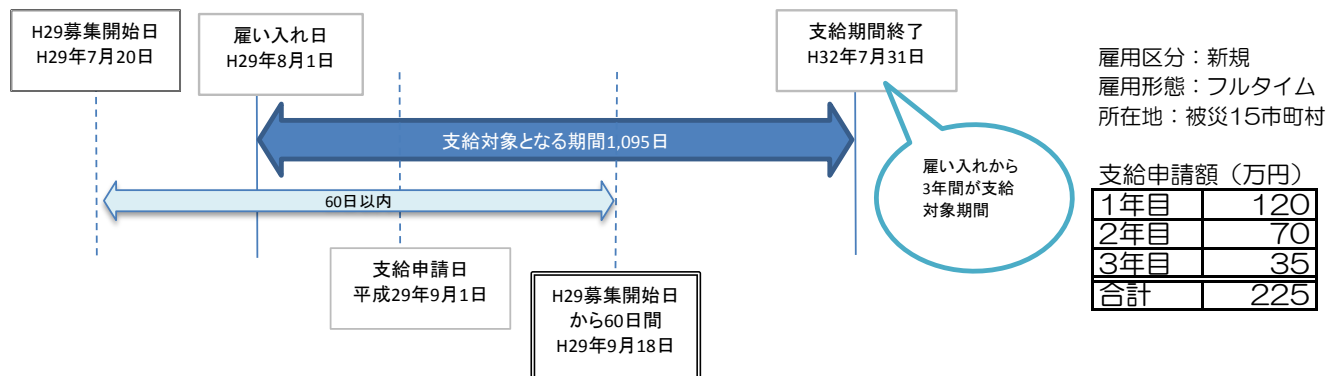 H29募集開始日
H29年7月20日
雇い入れ日
H29年8月1日
支給期間終了
H32年7月31日
雇用区分：新規
雇用形態：フルタイム
所在地：被災15市町村
支給対象となる期間1,095日
雇い入れから
3年間が支給
対象期間
60日以内
支給申請額（万円）
1年目 120
2年目 70
3年目 35
合計 225
支給申請日
平成29年9月1日
H29募集開始日
から60日間
H29年9月18日